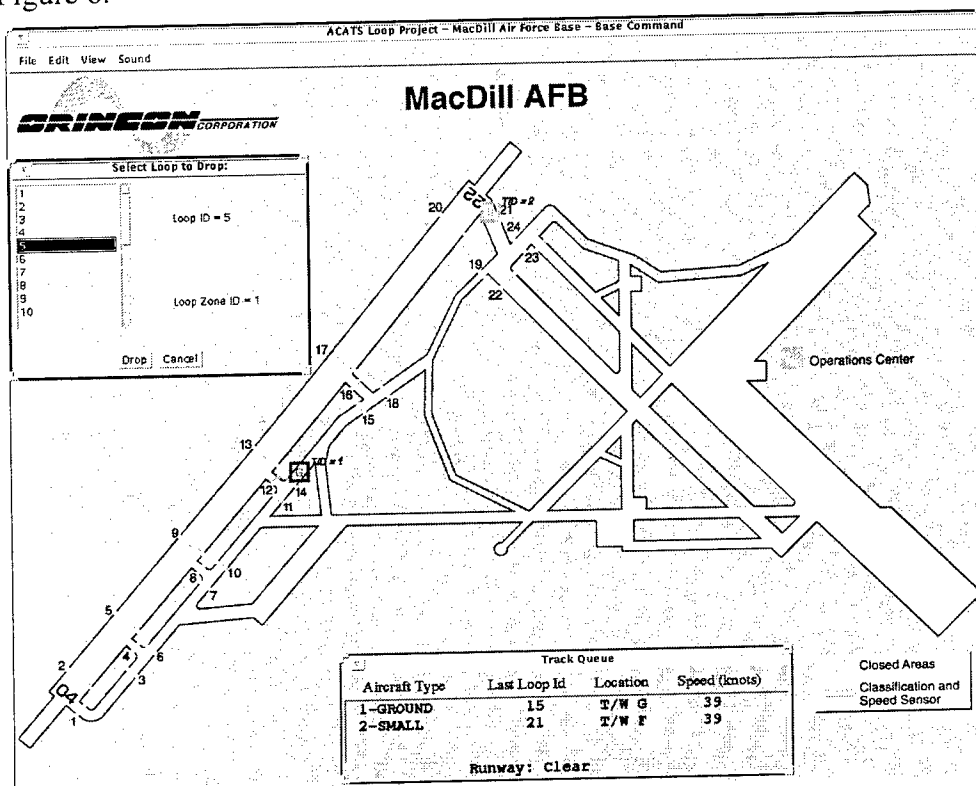 Figure 6.
ACATS Loop Project – MacDill Air Force Base – Base Command
File Edit View Sound
MacDill AFB
ORINCON CORPORATION
Select Loop to Drop:
1
2
3
4
5
6
7
8
9
10
Loop ID = 5
Loop Zone ID = 1
Drop Cancel
22
TID = 2
20
21
24
23
19
22
17
Operations Center
16
18
15
13
TID = 1
12
14
11
9
8
10
7
5
4
6
2
3
04
1
Track Queue
Aircraft Type Last Loop Id Location Speed (knots)
1-GROUND 15 T/W G 39
2-SMALL 21 T/W F 39
Runway: Clear
Closed Areas
Classification and
Speed Sensor